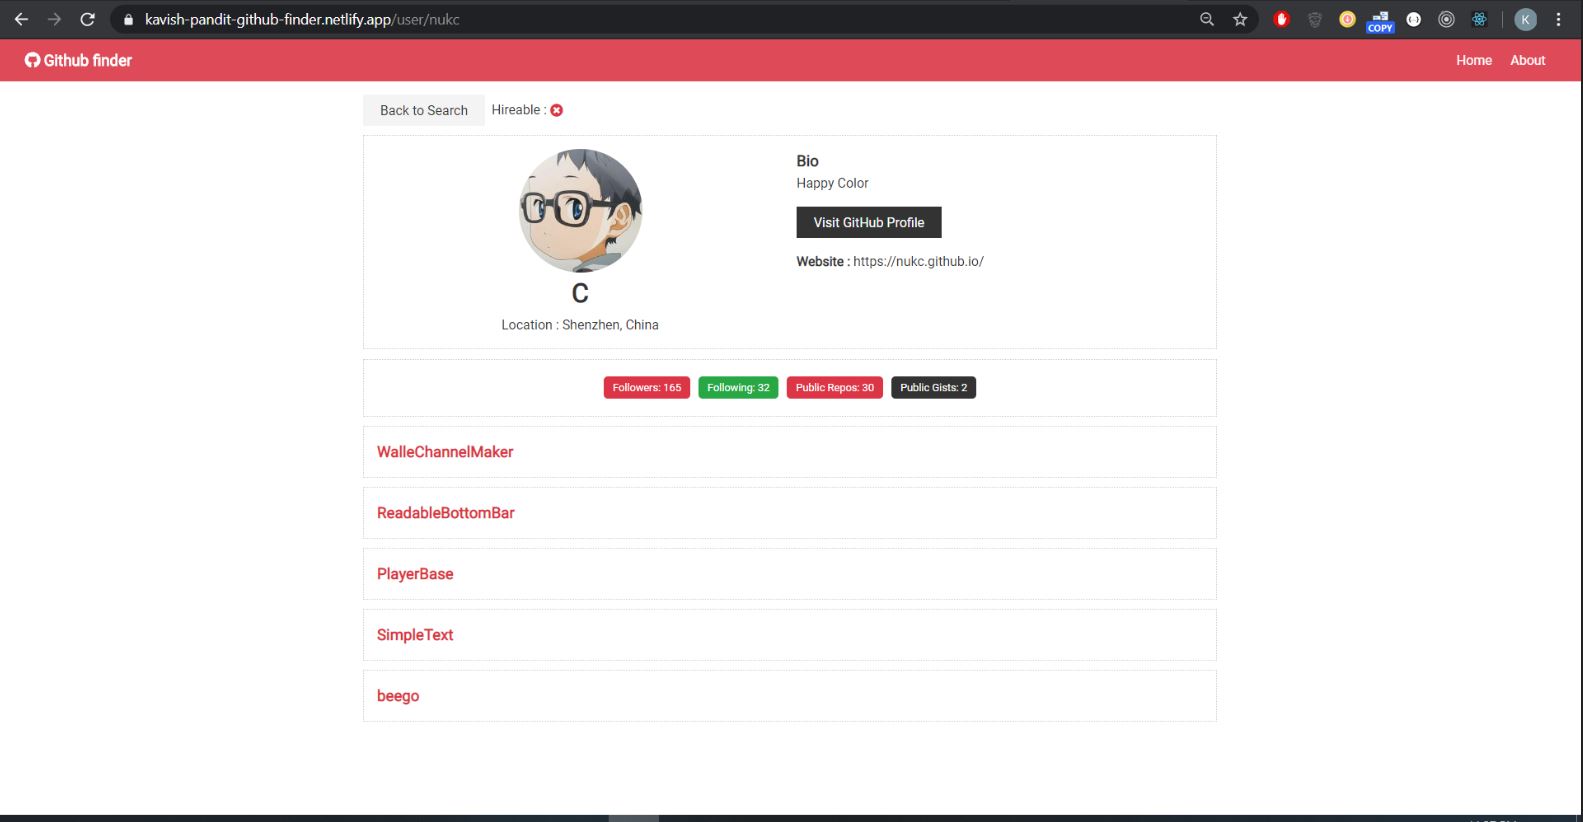 kavish-pandit-github-finder.netlify.app/user/nukc
COPY
K
Github finder
Home
About
Back to Search
Hireable :
Bio
Happy Color
Visit GitHub Profile
Website : https://nukc.github.io/
C
Location : Shenzhen, China
Followers: 165
Following: 32
Public Repos: 30
Public Gists: 2
WalleChannelMaker
ReadableBottomBar
PlayerBase
SimpleText
beego